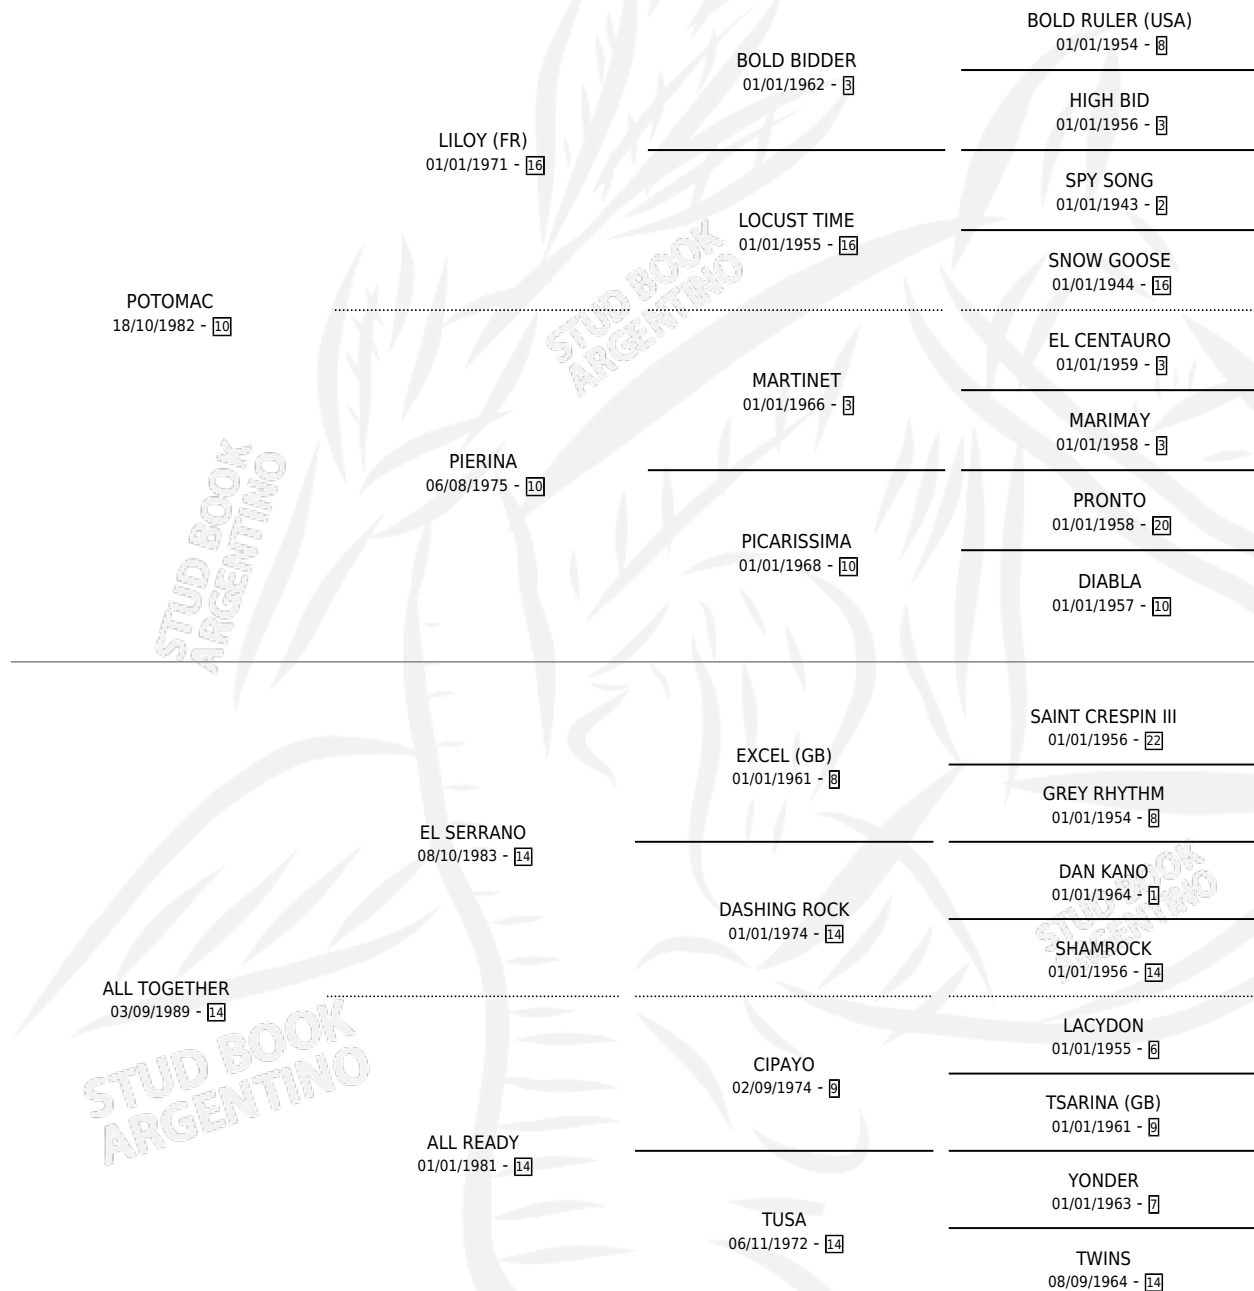 BOLD RULER (USA)
01/01/1954 - 8
BOLD BIDDER
01/01/1962 - 3
HIGH BID
01/01/1956 - 3
LILOY (FR)
01/01/1971 - 16
SPY SONG
01/01/1943 - 2
LOCUST TIME
01/01/1955 - 16
SNOW GOOSE
01/01/1944 - 16
POTOMAC
18/10/1982 - 10
STUD BOOK
ARGENTINO
EL CENTAURO
01/01/1959 - 3
MARTINET
01/01/1966 - 3
MARIMAY
01/01/1958 - 3
PIERINA
06/08/1975 - 10
PRONTO
01/01/1958 - 20
PICARISSIMA
01/01/1968 - 10
DIABLA
01/01/1957 - 10
STUD BOOK
ARGENTINO
SAINT CRESPIN III
01/01/1956 - 22
EXCEL (GB)
01/01/1961 - 8
GREY RHYTHM
01/01/1954 - 8
EL SERRANO
08/10/1983 - 14
DAN KANO
01/01/1964 - 1
DASHING ROCK
01/01/1974 - 14
STUD BOOK
ARGENTINO
SHAMROCK
01/01/1956 - 14
ALL TOGETHER
03/09/1989 - 14
LACYDON
01/01/1955 - 6
CIPAYO
02/09/1974 - 9
TSARINA (GB)
01/01/1961 - 9
STUD BOOK
ARGENTINO
ALL READY
01/01/1981 - 14
YONDER
01/01/1963 - 7
TUSA
06/11/1972 - 14
TWINS
08/09/1964 - 14